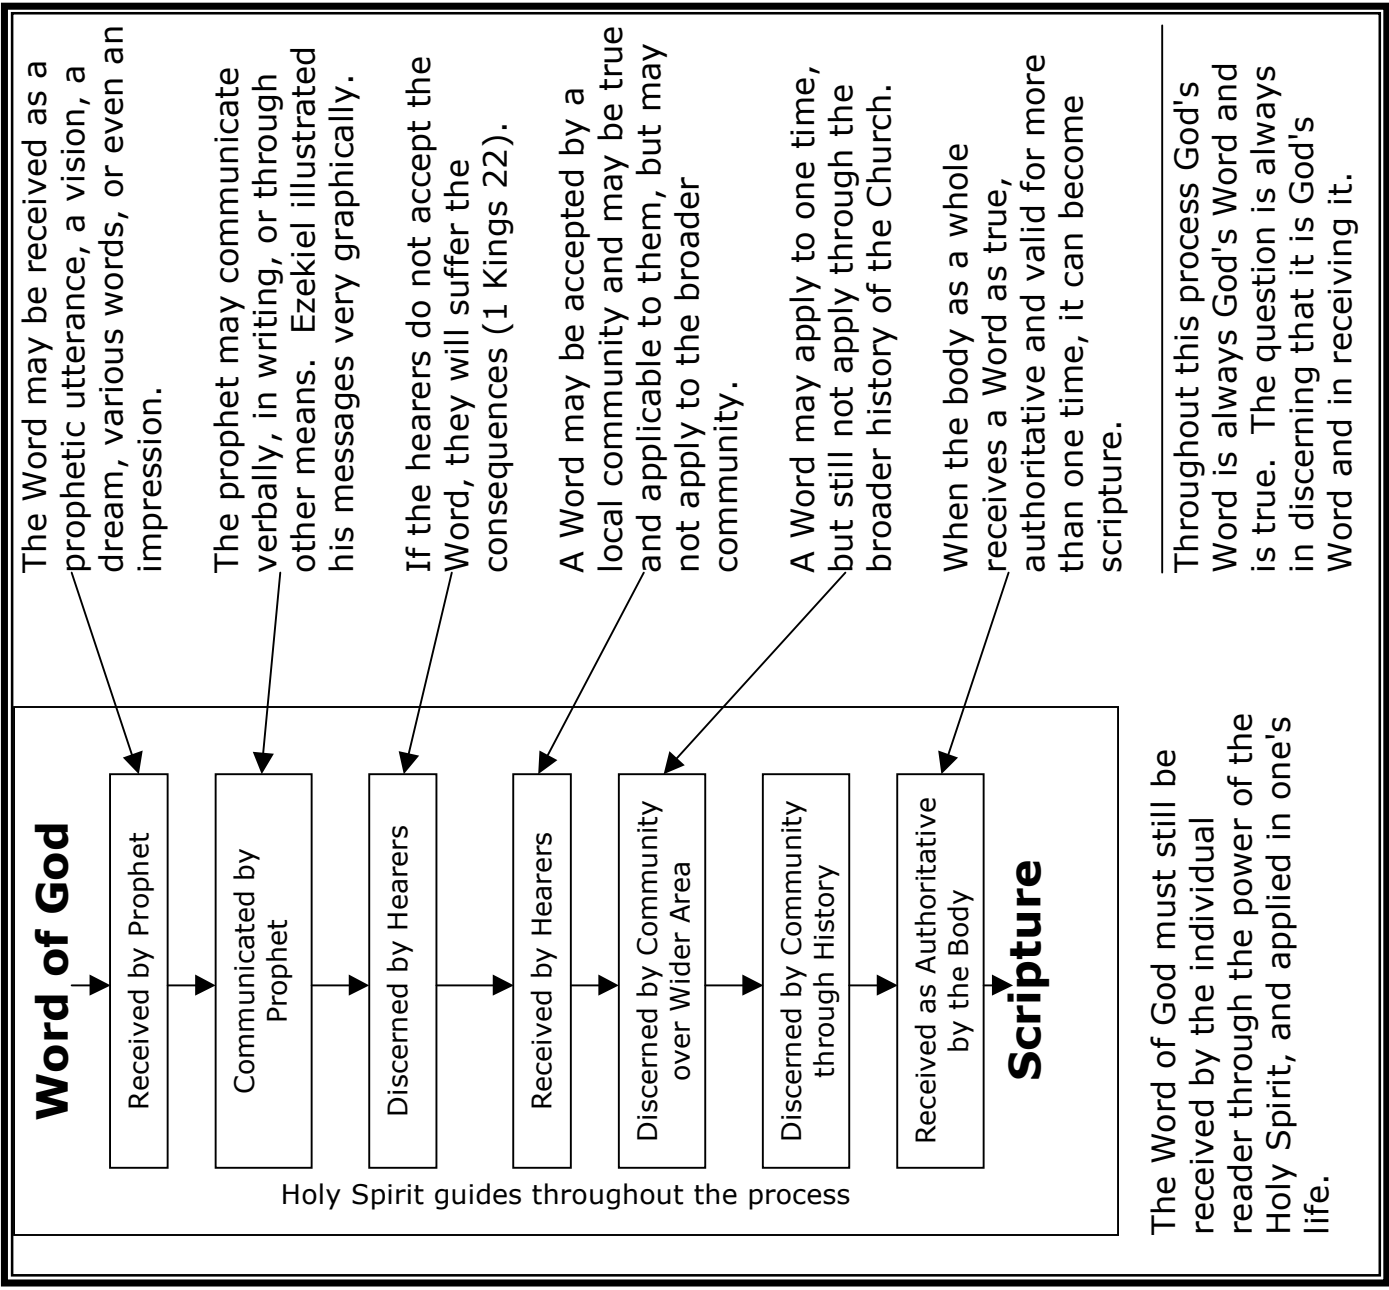 Word of God
Received by Prophet
Communicated by
Prophet
Discerned by Hearers
Received by Hearers
Discerned by Community
over Wider Area
Discerned by Community
through History
Received as Authoritative
by the Body
Scripture
Holy Spirit guides throughout the process
The Word may be received as a
prophetic utterance, a vision, a
dream, various words, or even an
impression.
The prophet may communicate
verbally, in writing, or through
other means.  Ezekiel illustrated
his messages very graphically.
If the hearers do not accept the
Word, they will suffer the
consequences (1 Kings 22).
A Word may be accepted by a
local community and may be true
and applicable to them, but may
not apply to the broader
community.
A Word may apply to one time,
but still not apply through the
broader history of the Church.
When the body as a whole
receives a Word as true,
authoritative and valid for more
than one time, it can become
scripture.
The Word of God must still be
received by the individual
reader through the power of the
Holy Spirit, and applied in one's
life.
Throughout this process God's
Word is always God's Word and
is true.  The question is always
in discerning that it is God's
Word and in receiving it.